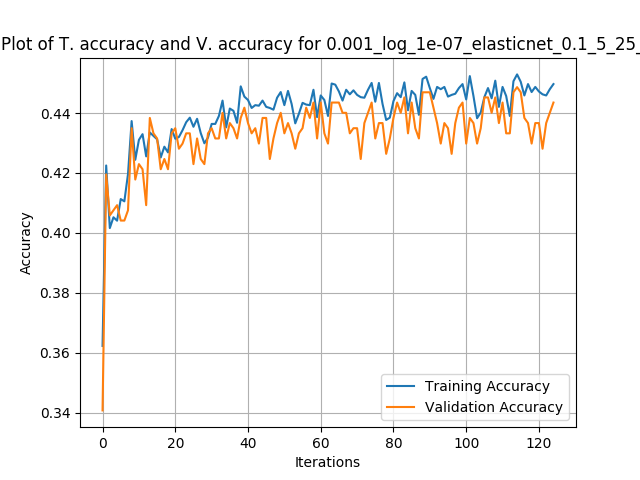 Plot of T. accuracy and V. accuracy for 0.001_log_1e-07_elasticnet_0.1_5_25_
Accuracy
0.44
0.42
0.40
0.38
0.36
0.34
0 20 40 60 80 100 120
Iterations
Training Accuracy
Validation Accuracy